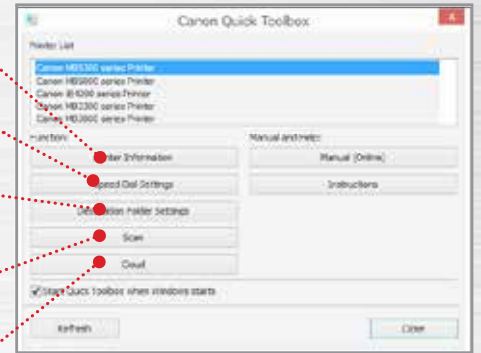 Canon Quick Toolbox
Printer List
Canon MB5300 series Printer
Canon MB5000 series Printer
Canon iB4000 series Printer
Canon MB2300 series Printer
Canon MB2000 series Printer
Function:
Manual and Help:
Printer Information
Manual (Online)
Speed Dial Settings
Instructions
Destination Folder Settings
Scan
Cloud
Start Quick Toolbox when Windows starts
Refresh
Close